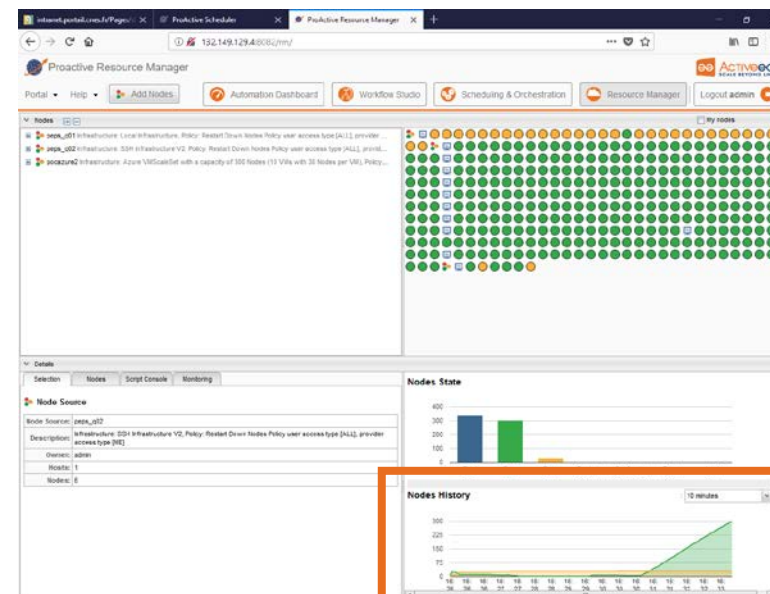 intranet.portail.cnes.fr/Pages/
ProActive Scheduler
ProActive Resource Manager
132.149.129.4:8082/rm/
Proactive Resource Manager
Portal
Help
Add Nodes
Automation Dashboard
Workflow Studio
Scheduling & Orchestration
Resource Manager
Logout admin
Nodes
My nodes
peps_c01 Infrastructure: Local Infrastructure, Policy: Restart Down Nodes Policy user access type [ALL], provider ...
peps_c02 Infrastructure: SSH Infrastructure V2, Policy: Restart Down Nodes Policy user access type [ALL], provid...
pocazure2 Infrastructure: Azure VMScaleSet with a capacity of 300 Nodes (10 VMs with 30 Nodes per VM), Policy...
Details
Selection
Nodes
Script Console
Monitoring
Node Source
Node Source: peps_c02
Description: Infrastructure: SSH Infrastructure V2, Policy: Restart Down Nodes Policy user access type [ALL], provider
access type [ME]
Owner: admin
Hosts: 1
Nodes: 6
Nodes State
400
300
200
100
0
Nodes History
10 minutes
300
225
150
75
0